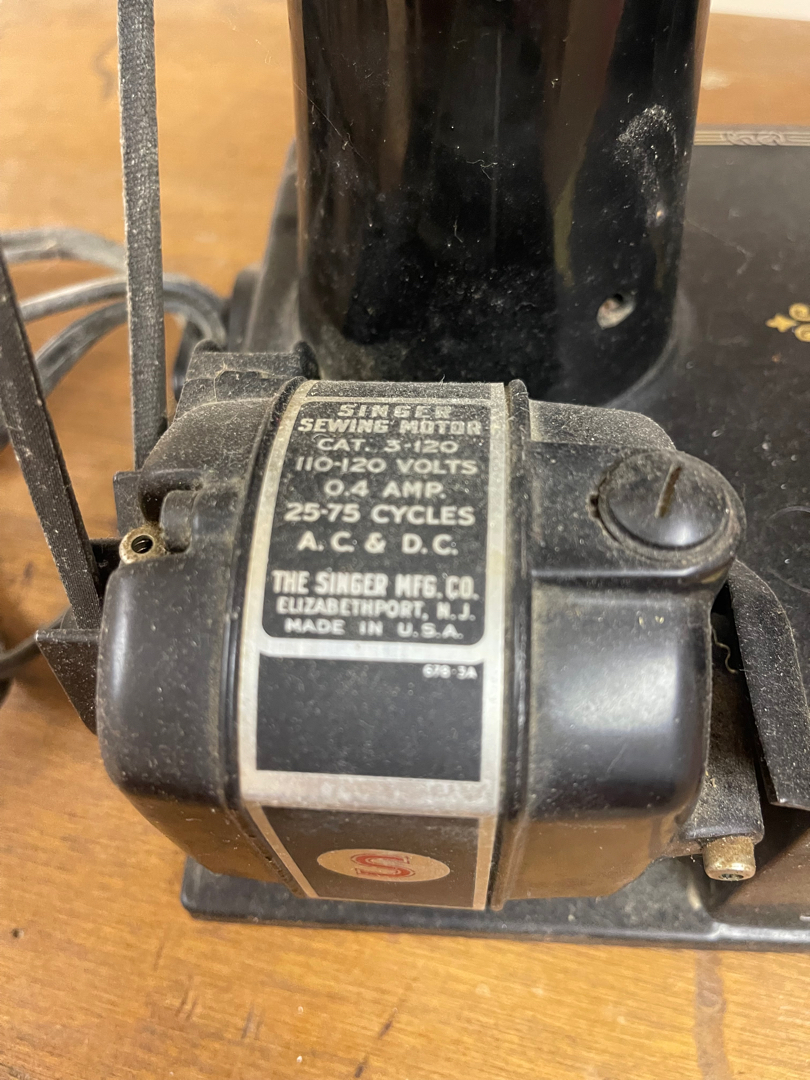 SINGER
SEWING MOTOR
CAT. 3-120
110-120 VOLTS
0.4 AMP.
25-75 CYCLES
A.C. & D.C.
THE SINGER MFG. CO.
ELIZABETHPORT, N.J.
MADE IN U.S.A.
678-3A
S